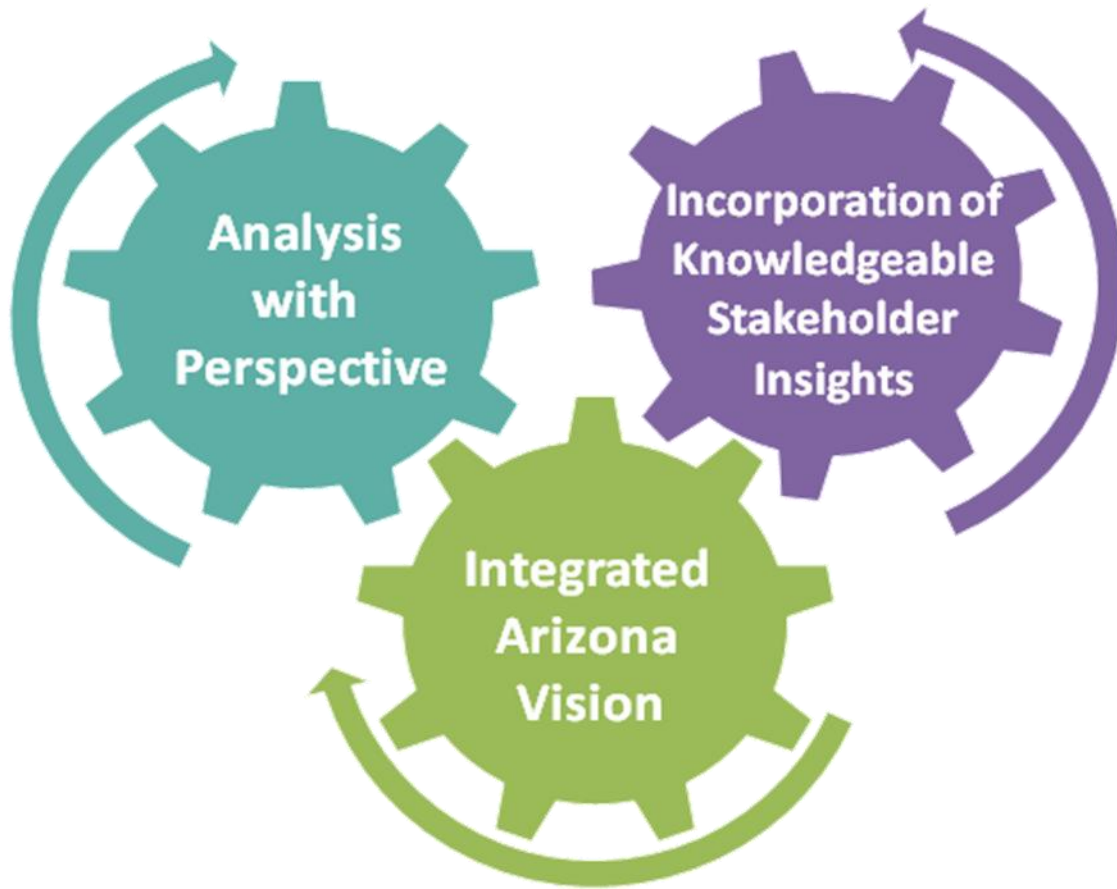 Analysis
with
Perspective
Incorporation of
Knowledgeable
Stakeholder
Insights
Integrated
Arizona
Vision